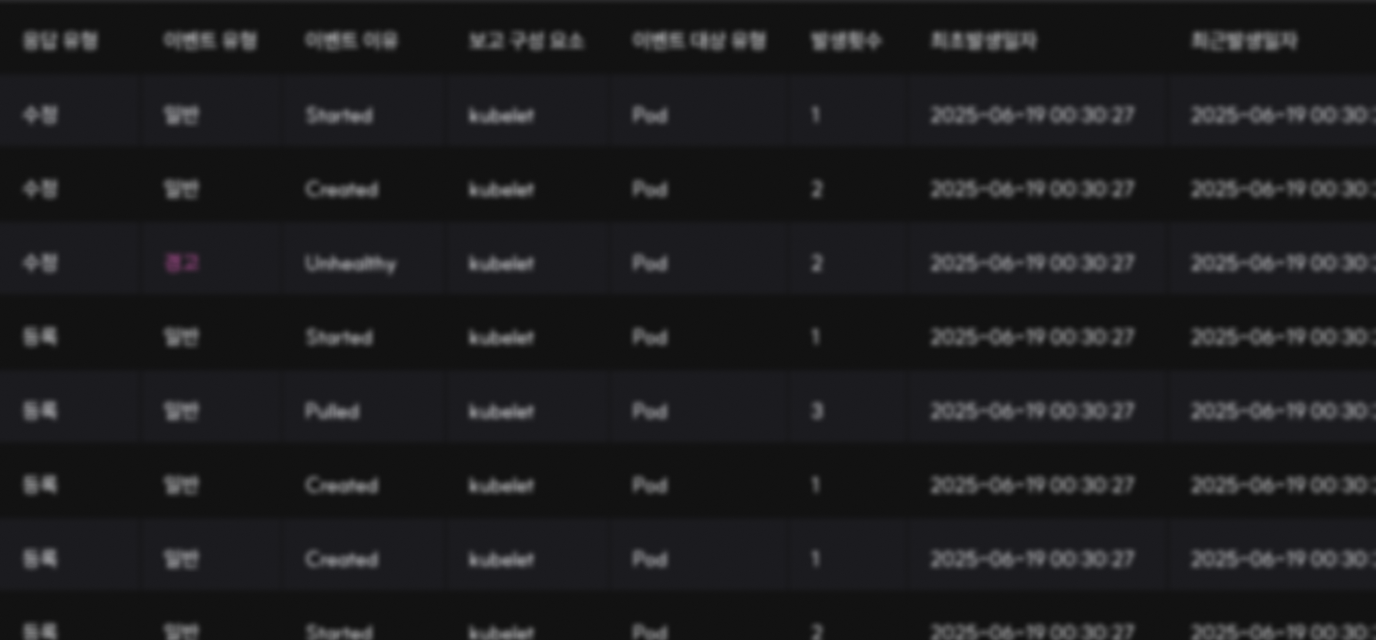 응답 유형 이벤트 유형 이벤트 이유 보고 구성 요소 이벤트 대상 유형 발생횟수 최초발생일자 최근발생일자
수정 일반 Started kubelet Pod 1 2025-06-19 00:30:27 2025-06-19 00:30:
수정 일반 Created kubelet Pod 2 2025-06-19 00:30:27 2025-06-19 00:30:
수정 경고 Unhealthy kubelet Pod 2 2025-06-19 00:30:27 2025-06-19 00:30:
등록 일반 Started kubelet Pod 1 2025-06-19 00:30:27 2025-06-19 00:30:
등록 일반 Pulled kubelet Pod 3 2025-06-19 00:30:27 2025-06-19 00:30:
등록 일반 Created kubelet Pod 1 2025-06-19 00:30:27 2025-06-19 00:30:
등록 일반 Created kubelet Pod 1 2025-06-19 00:30:27 2025-06-19 00:30:
등록 일반 Started kubelet Pod 2 2025-06-19 00:30:27 2025-06-19 00:30: